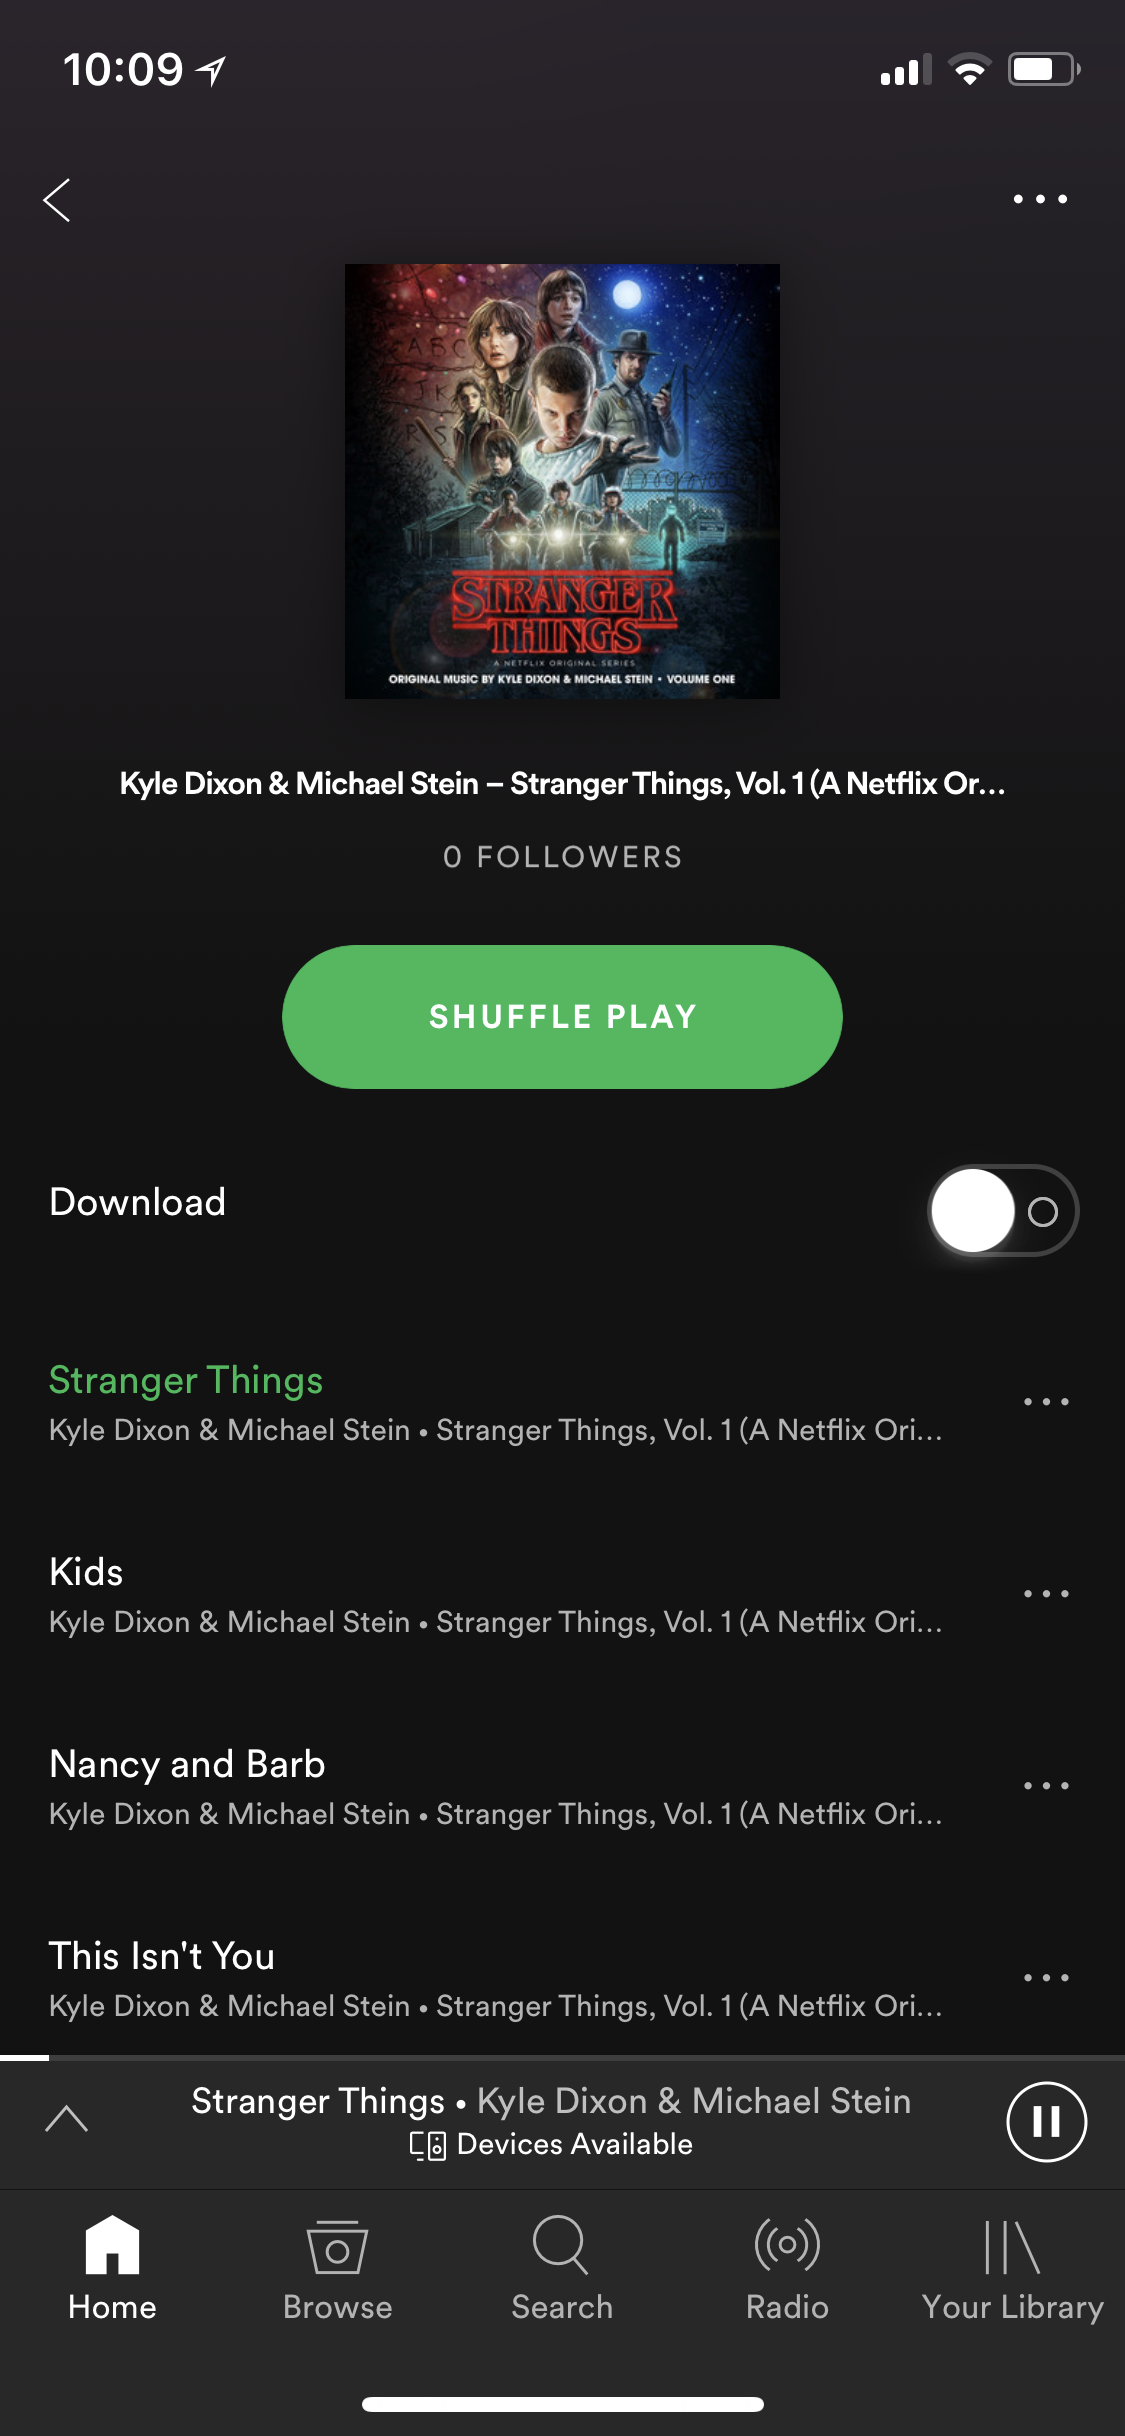 10:09
ABC
JK
RS
STRANGER
THINGS
A NETFLIX ORIGINAL SERIES
ORIGINAL MUSIC BY KYLE DIXON & MICHAEL STEIN • VOLUME ONE
Kyle Dixon & Michael Stein – Stranger Things, Vol. 1 (A Netflix Or...
0 FOLLOWERS
SHUFFLE PLAY
Download
Stranger Things
Kyle Dixon & Michael Stein • Stranger Things, Vol. 1 (A Netflix Ori...
Kids
Kyle Dixon & Michael Stein • Stranger Things, Vol. 1 (A Netflix Ori...
Nancy and Barb
Kyle Dixon & Michael Stein • Stranger Things, Vol. 1 (A Netflix Ori...
This Isn't You
Kyle Dixon & Michael Stein • Stranger Things, Vol. 1 (A Netflix Ori...
Stranger Things • Kyle Dixon & Michael Stein
Devices Available
Home Browse Search Radio Your Library